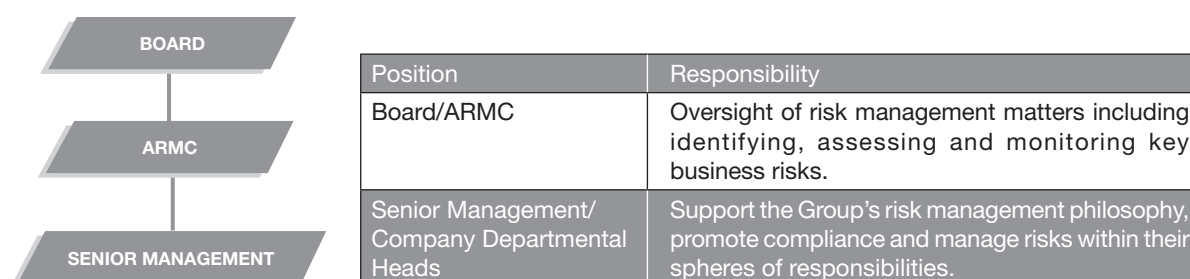 BOARD
ARMC
SENIOR MANAGEMENT
Position Responsibility
Board/ARMC Oversight of risk management matters including
identifying, assessing and monitoring key
business risks.
Senior Management/ Support the Group's risk management philosophy,
Company Departmental promote compliance and manage risks within their
Heads spheres of responsibilities.